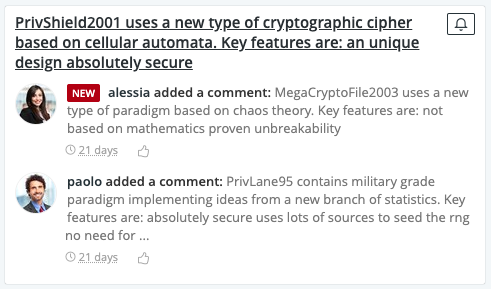 PrivShield2001 uses a new type of cryptographic cipher
based on cellular automata. Key features are: an unique
design absolutely secure
NEW alessia added a comment: MegaCryptoFile2003 uses a new
type of paradigm based on chaos theory. Key features are: not
based on mathematics proven unbreakability
21 days
paolo added a comment: PrivLane95 contains military grade
paradigm implementing ideas from a new branch of statistics. Key
features are: absolutely secure uses lots of sources to seed the rng
no need for ...
21 days